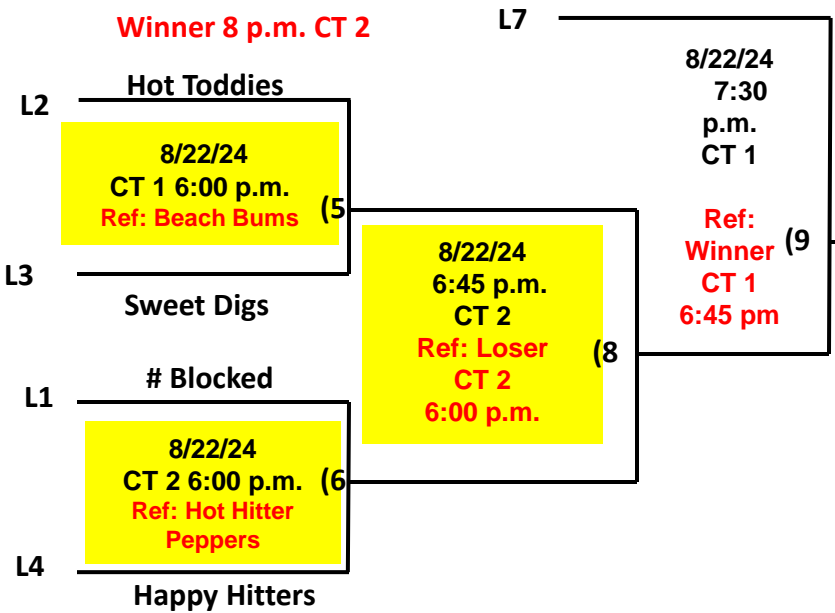 Winner 8 p.m. CT 2
L7
Hot Toddies
L2
8/22/24
CT 1 6:00 p.m.
Ref: Beach Bums
(5
L3
Sweet Digs
8/22/24
6:45 p.m.
CT 2
Ref: Loser
CT 2
6:00 p.m.
(8
# Blocked
L1
8/22/24
CT 2 6:00 p.m.
Ref: Hot Hitter
Peppers
(6
L4
Happy Hitters
8/22/24
7:30
p.m.
CT 1
Ref:
Winner
CT 1
6:45 pm
(9